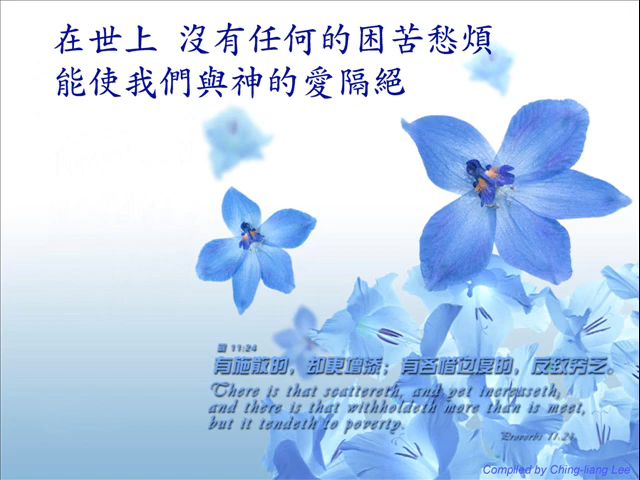 在世上 沒有任何的困苦愁煩
能使我們與神的愛隔絕
箴 11:24
有施散的，却更增添；有吝惜过度的，反致穷乏。
There is that scattereth, and yet increaseth;
and there is that withholdeth more than is meet,
but it tendeth to poverty.
Proverbs 11:24
Compiled by Ching-liang Lee